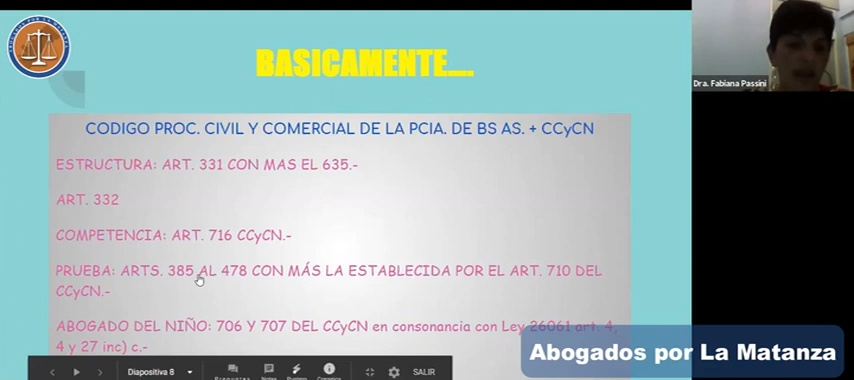 BASICAMENTE....
Dra. Fabiana Passini
CODIGO PROC. CIVIL Y COMERCIAL DE LA PCIA. DE BS AS. + CCyCN
ESTRUCTURA: ART. 331 CON MAS EL 635.-
ART. 332
COMPETENCIA: ART. 716 CCyCN.-
PRUEBA: ARTS. 385 AL 478 CON MÁS LA ESTABLECIDA POR EL ART. 710 DEL
CCyCN.-
ABOGADO DEL NIÑO: 706 Y 707 DEL CCyCN en consonancia con Ley 26061 art. 4,
4 y 27 inc) c.-
Abogados por La Matanza
Diapositiva 8
SALIR